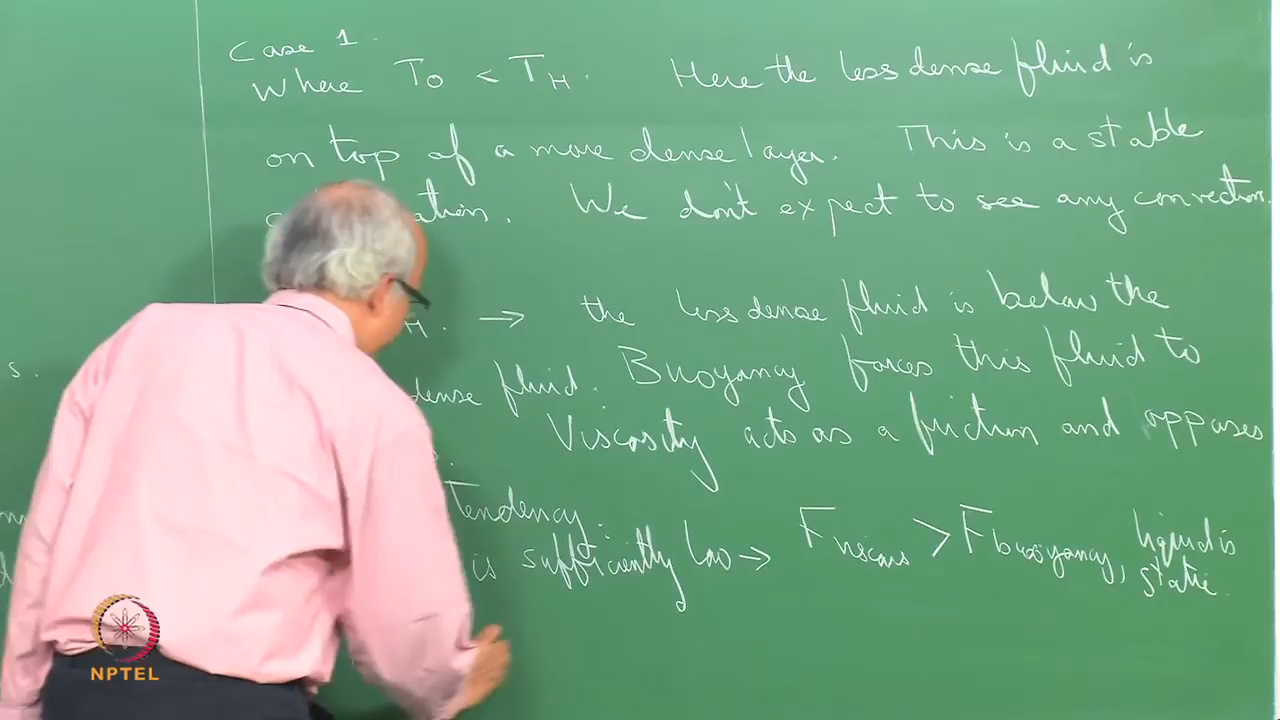 Case 1.
Where T0 < TH. Here the less dense fluid is
on top of a more dense layer. This is a stable
We don't expect to see any convection.
H. → the less dense fluid is below the
dense fluid. Buoyancy forces this fluid to
s.
Viscosity acts as a friction and opposes
Tendency.
is sufficiently low → Fviscous > Fbuoyancy, liquid is
static.
NPTEL